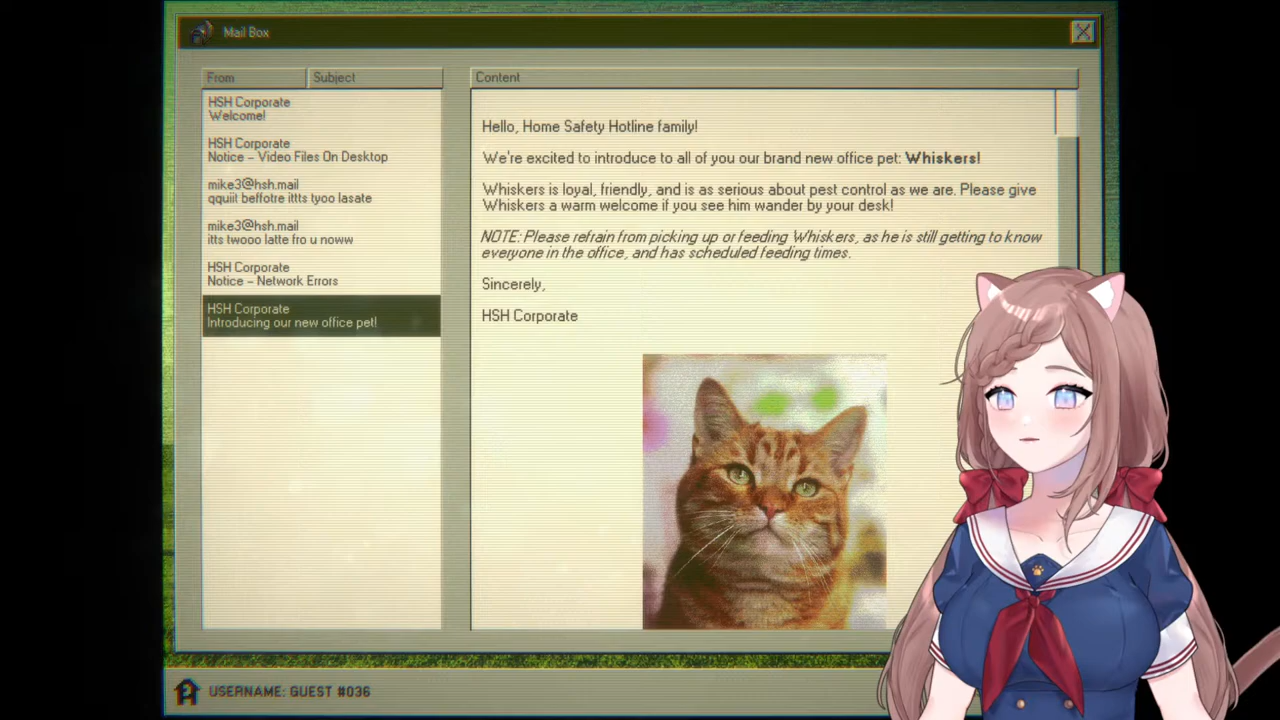 Mail Box
From
Subject
HSH Corporate
Welcome!
HSH Corporate
Notice - Video Files On Desktop
mike3@hsh.mail
qquiit beffotre ittts tyoo lasate
mike3@hsh.mail
itts twooo latte fro u noww
HSH Corporate
Notice - Network Errors
HSH Corporate
Introducing our new office pet!
Content
Hello, Home Safety Hotline family!
We're excited to introduce to all of you our brand new office pet: Whiskers!
Whiskers is loyal, friendly, and is as serious about pest control as we are. Please give
Whiskers a warm welcome if you see him wander by your desk!
NOTE: Please refrain from picking up or feeding Whiskers, as he is still getting to know
everyone in the office, and has scheduled feeding times.
Sincerely,
HSH Corporate
USERNAME: GUEST #036